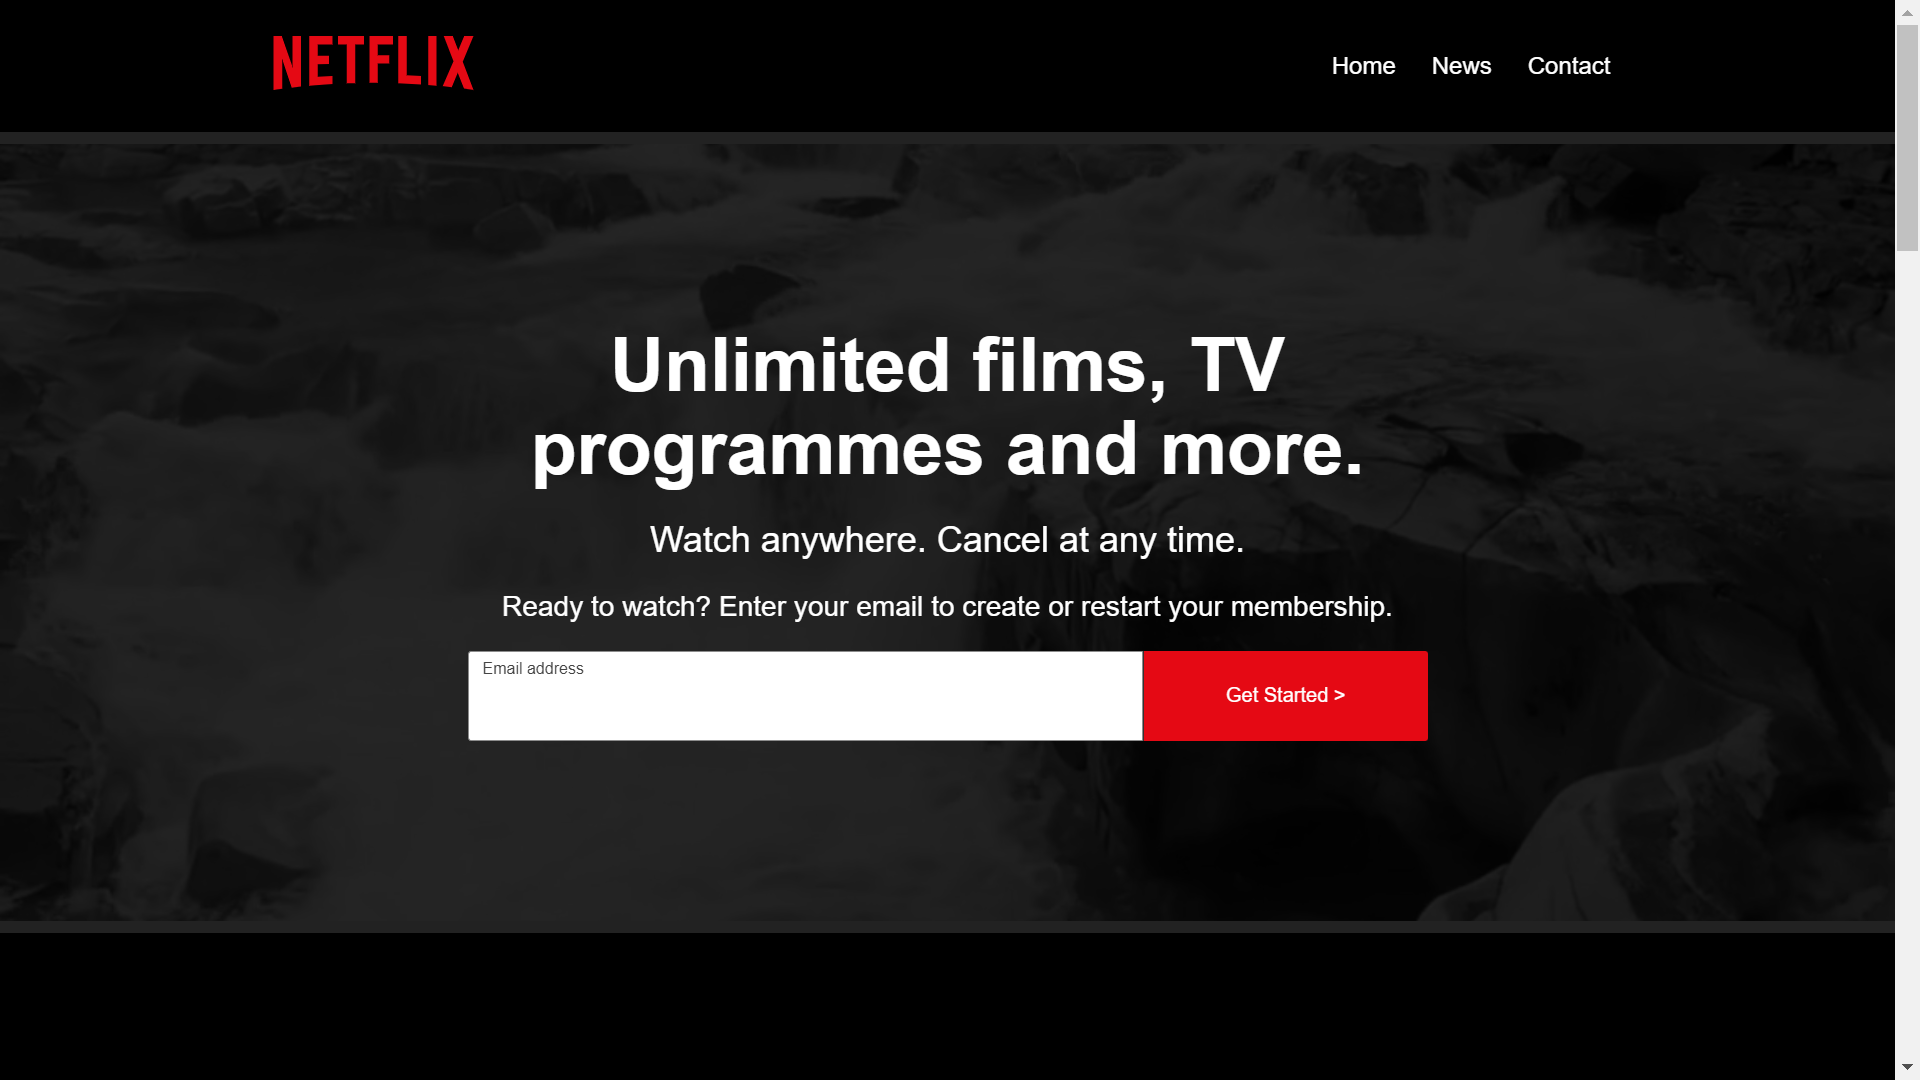 NETFLIX
Home News Contact
Unlimited films, TV
programmes and more.
Watch anywhere. Cancel at any time.
Ready to watch? Enter your email to create or restart your membership.
Email address
Get Started >